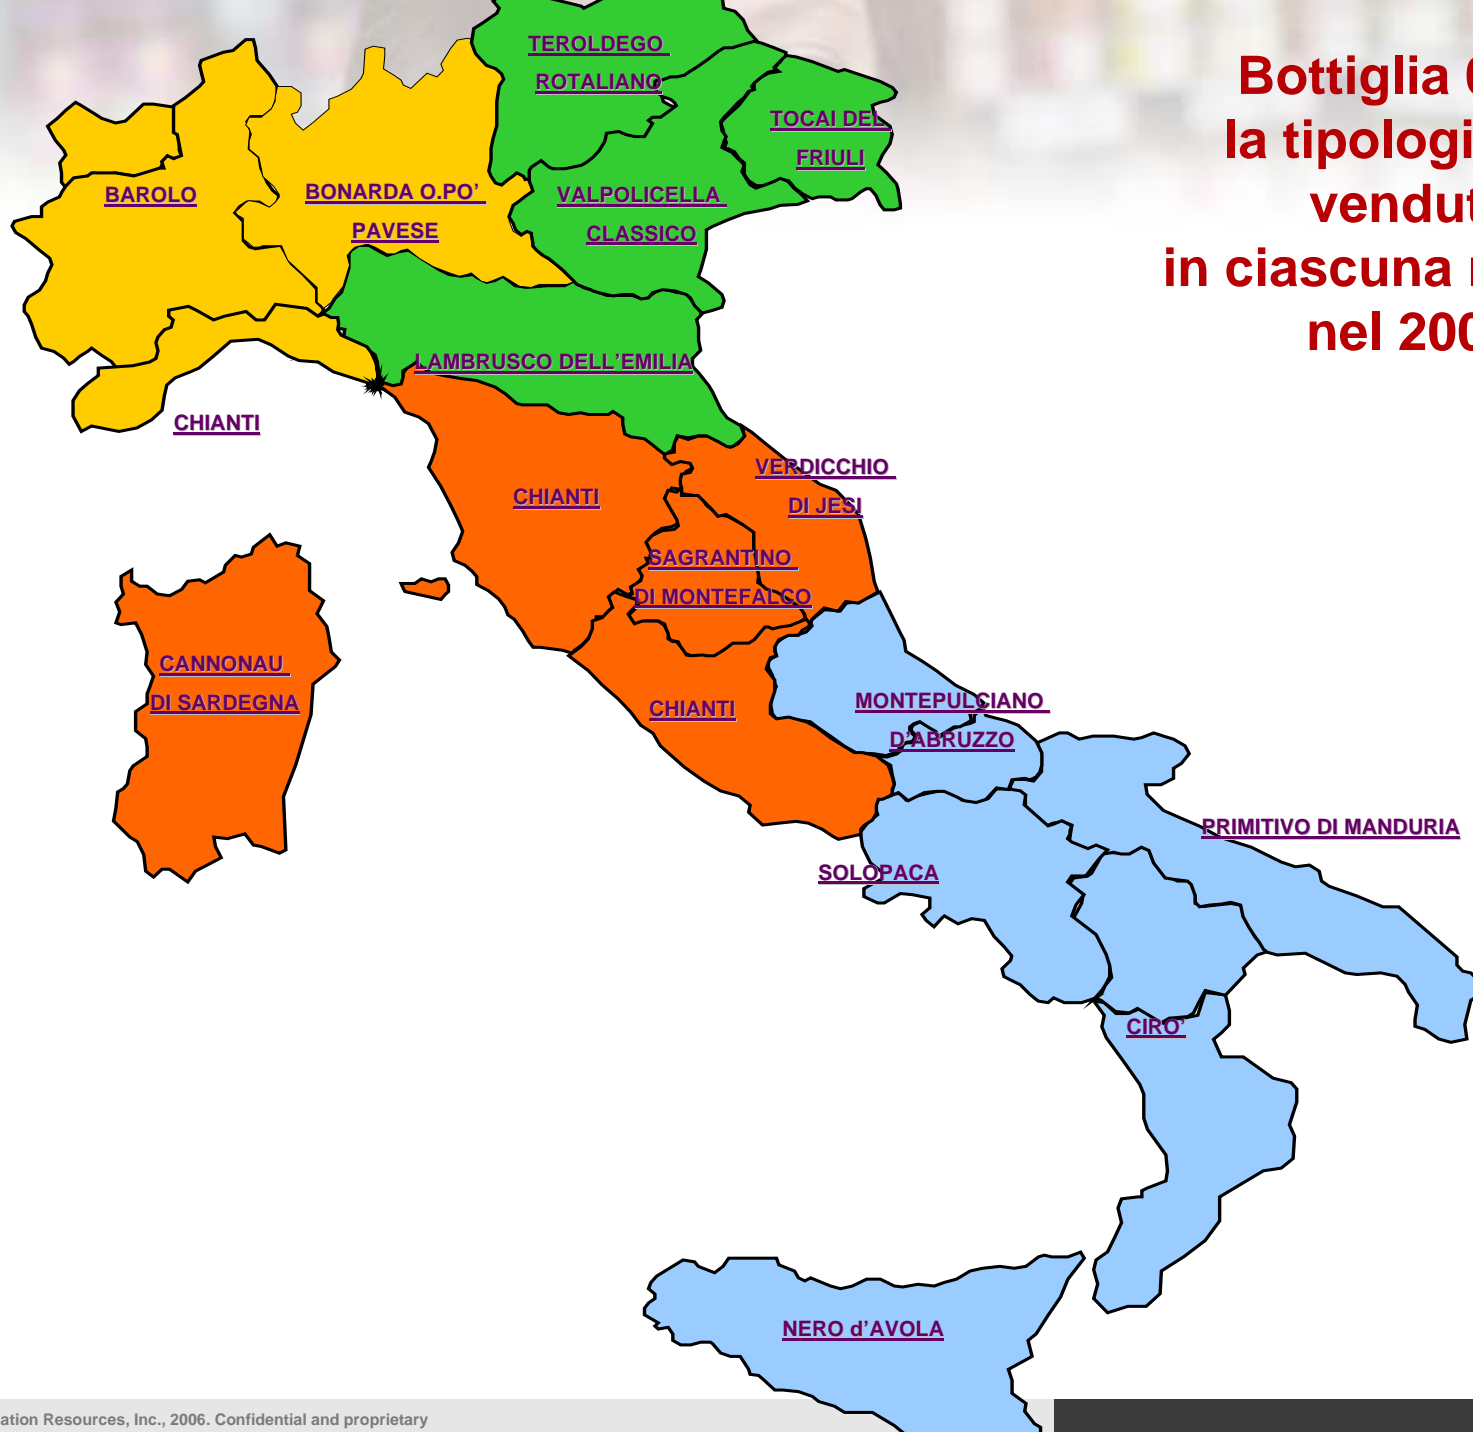 TEROLDEGO
ROTALIANO
TOCAI DEL
FRIULI
BAROLO
BONARDA O.PO'
PAVESE
VALPOLICELLA
CLASSICO
LAMBRUSCO DELL'EMILIA
CHIANTI
CHIANTI
VERDICCHIO
DI JESI
SAGRANTINO
DI MONTEFALCO
CANNONAU
DI SARDEGNA
CHIANTI
MONTEPULCIANO
D'ABRUZZO
PRIMITIVO DI MANDURIA
SOLOPACA
CIRO'
NERO d'AVOLA
Bottiglia
la tipologi
vendut
in ciascuna
nel 200
ation Resources, Inc., 2006. Confidential and proprietary